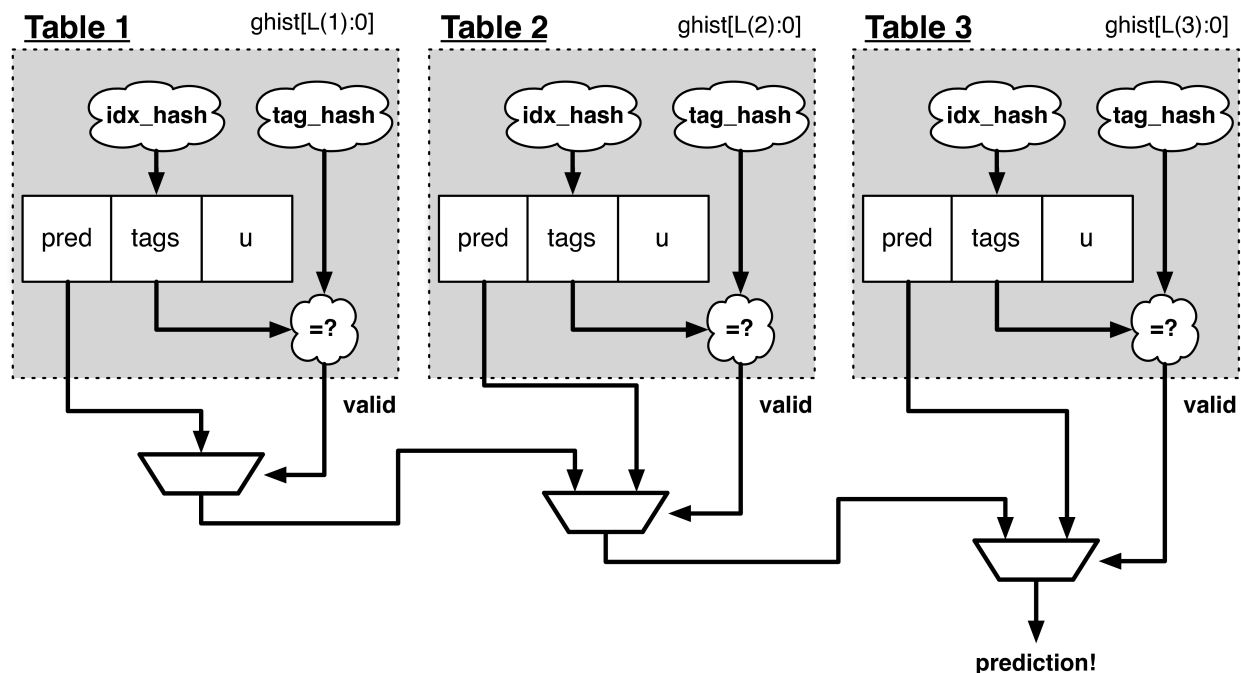 Table 1 ghist[L(1):0] Table 2 ghist[L(2):0] Table 3 ghist[L(3):0]
idx_hash tag_hash idx_hash tag_hash idx_hash tag_hash
pred tags u pred tags u pred tags u
=? =? =?
valid valid valid
prediction!